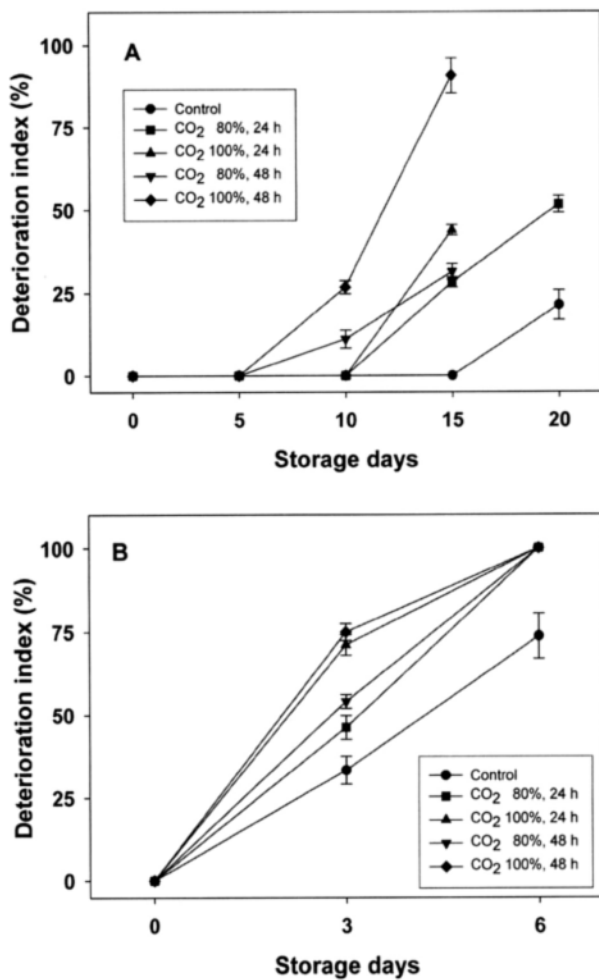 A
Deterioration index (%)
100
75
50
25
0
Control
CO2 80%, 24 h
CO2 100%, 24 h
CO2 80%, 48 h
CO2 100%, 48 h
0 5 10 15 20
Storage days
B
Deterioration index (%)
100
75
50
25
0
Control
CO2 80%, 24 h
CO2 100%, 24 h
CO2 80%, 48 h
CO2 100%, 48 h
0 3 6
Storage days